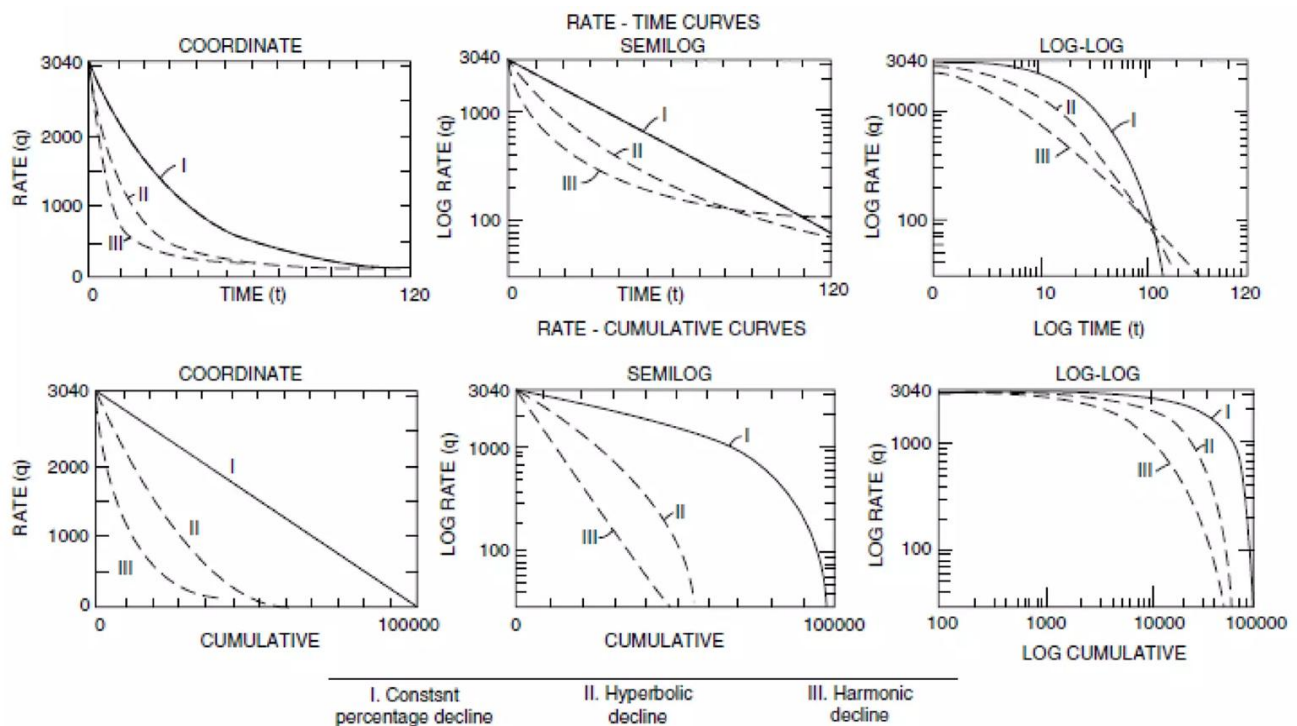 RATE - TIME CURVES
COORDINATE
SEMILOG
LOG-LOG
3040
2000
1000
0
RATE (q)
I
II
III
0
TIME (t)
120
3040
1000
100
LOG RATE (q)
I
II
III
0
TIME (t)
120
3040
1000
100
LOG RATE (q)
II
I
III
0
10
100
120
LOG TIME (t)
RATE - CUMULATIVE CURVES
COORDINATE
SEMILOG
LOG-LOG
3040
2000
1000
0
RATE (q)
I
II
III
0
CUMULATIVE
100000
3040
1000
100
LOG RATE (q)
I
II
III
0
CUMULATIVE
100000
3040
1000
100
LOG RATE (q)
I
II
III
100
1000
10000
100000
LOG CUMULATIVE
I. Constsnt
percentage decline
II. Hyperbolic
decline
III. Harmonic
decline